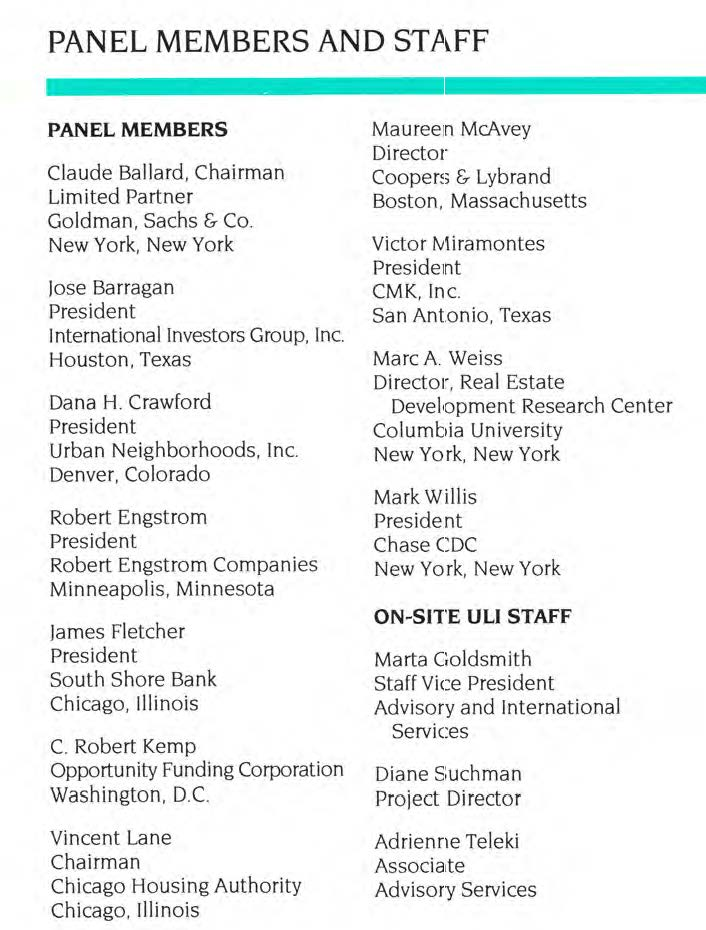 PANEL MEMBERS AND STAFF
PANEL MEMBERS
Claude Ballard, Chairman
Limited Partner
Goldman, Sachs & Co.
New York, New York
Jose Barragan
President
International Investors Group, Inc.
Houston, Texas
Dana H. Crawford
President
Urban Neighborhoods, Inc.
Denver, Colorado
Robert Engstrom
President
Robert Engstrom Companies
Minneapolis, Minnesota
James Fletcher
President
South Shore Bank
Chicago, Illinois
C. Robert Kemp
Opportunity Funding Corporation
Washington, D.C.
Vincent Lane
Chairman
Chicago Housing Authority
Chicago, Illinois
Maureen McAvey
Director
Coopers & Lybrand
Boston, Massachusetts
Victor Miramontes
President
CMK, Inc.
San Antonio, Texas
Marc A. Weiss
Director, Real Estate
Development Research Center
Columbia University
New York, New York
Mark Willis
President
Chase CDC
New York, New York
ON-SITE ULI STAFF
Marta Goldsmith
Staff Vice President
Advisory and International
Services
Diane Suchman
Project Director
Adrienne Teleki
Associate
Advisory Services